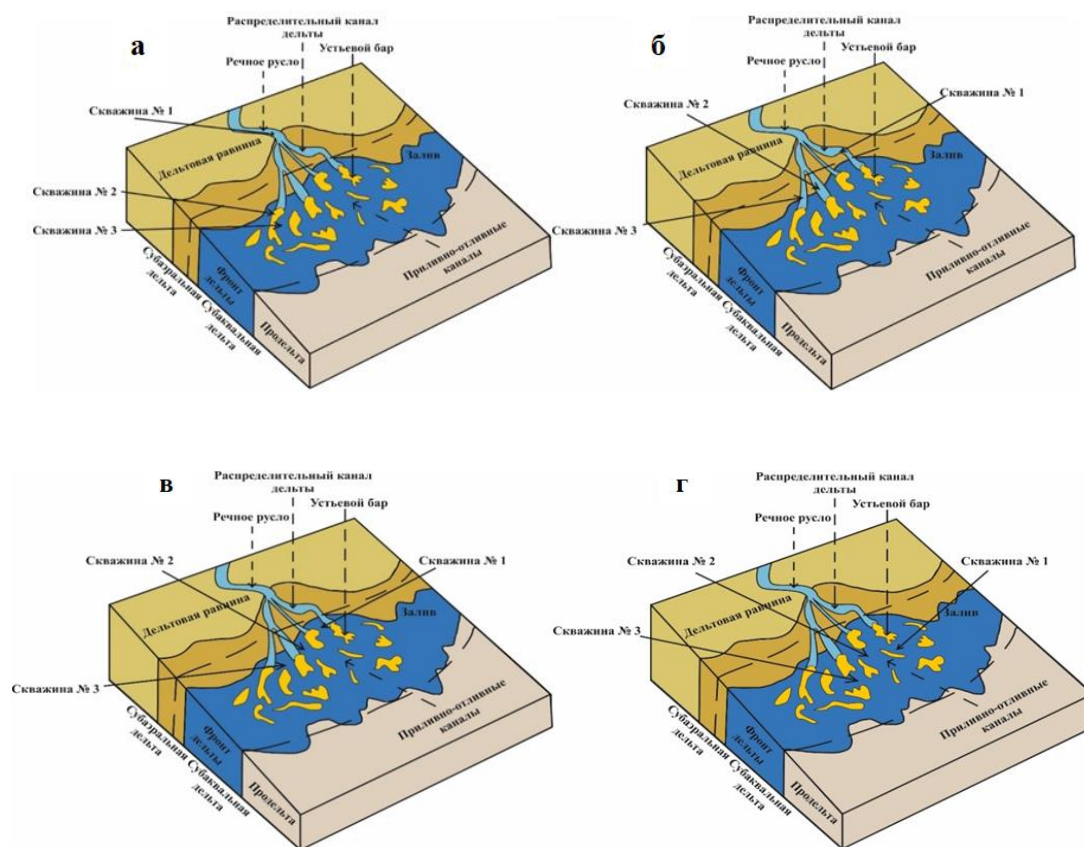 а
Распределительный канал
дельты
Устьевой бар
Речное русло
Скважина № 1
Дельтовая равнина
Залив
Скважина № 2
Скважина № 3
Приливно-отливные
каналы
Фронт
дельты
Продельта
Субаэральная
дельта
Субаквальная
дельта
б
Распределительный канал
дельты
Устьевой бар
Речное русло
Скважина № 2
Скважина № 1
Дельтовая равнина
Залив
Скважина № 3
Приливно-отливные
каналы
Фронт
дельты
Продельта
Субаэральная
дельта
Субаквальная
дельта
в
Распределительный канал
дельты
Устьевой бар
Речное русло
Скважина № 2
Скважина № 1
Дельтовая равнина
Залив
Скважина № 3
Приливно-отливные
каналы
Фронт
дельты
Продельта
Субаэральная
дельта
Субаквальная
дельта
г
Распределительный канал
дельты
Устьевой бар
Речное русло
Скважина № 2
Скважина № 1
Дельтовая равнина
Залив
Скважина № 3
Приливно-отливные
каналы
Фронт
дельты
Продельта
Субаэральная
дельта
Субаквальная
дельта